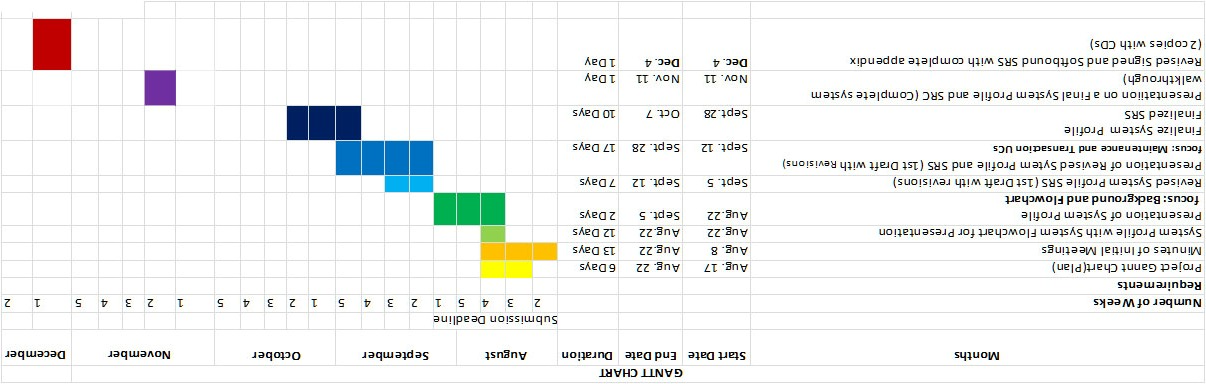 GANTT CHART
Months Start Date End Date Duration August September October November December
Submission Deadline
Number of Weeks 2 3 4 5 1 2 3 4 5 1 2 3 4 5 1 2 3 4 5 1 2
Requirements
Project Gannt Chart(Plan) Aug. 17 Aug. 22 6 Days
Minutes of Initial Meetings Aug. 8 Aug.22 13 Days
System Profile with System Flowchart for Presentation Aug.22 Aug.22 12 Days
Presentation of System Profile Aug.22 Sept. 5 2 Days
focus: Background and Flowchart
Revised System Profile SRS (1st Draft with revisions) Sept. 5 Sept. 12 7 Days
Presentation of Revised Sytem Profile and SRS (1st Draft with Revisions)
focus: Maintenance and Transaction UCs Sept. 12 Sept. 28 17 Days
Finalize System Profile
Finalized SRS Sept.28 Oct. 7 10 Days
Presentatiition on a Final System Profile and SRC (Complete system
walkthrough) Nov. 11 Nov. 11 1 Day
Revised Signed and Softbound SRS with complete appendix Dec. 4 Dec. 4 1 Day
(2 copies with CDs)